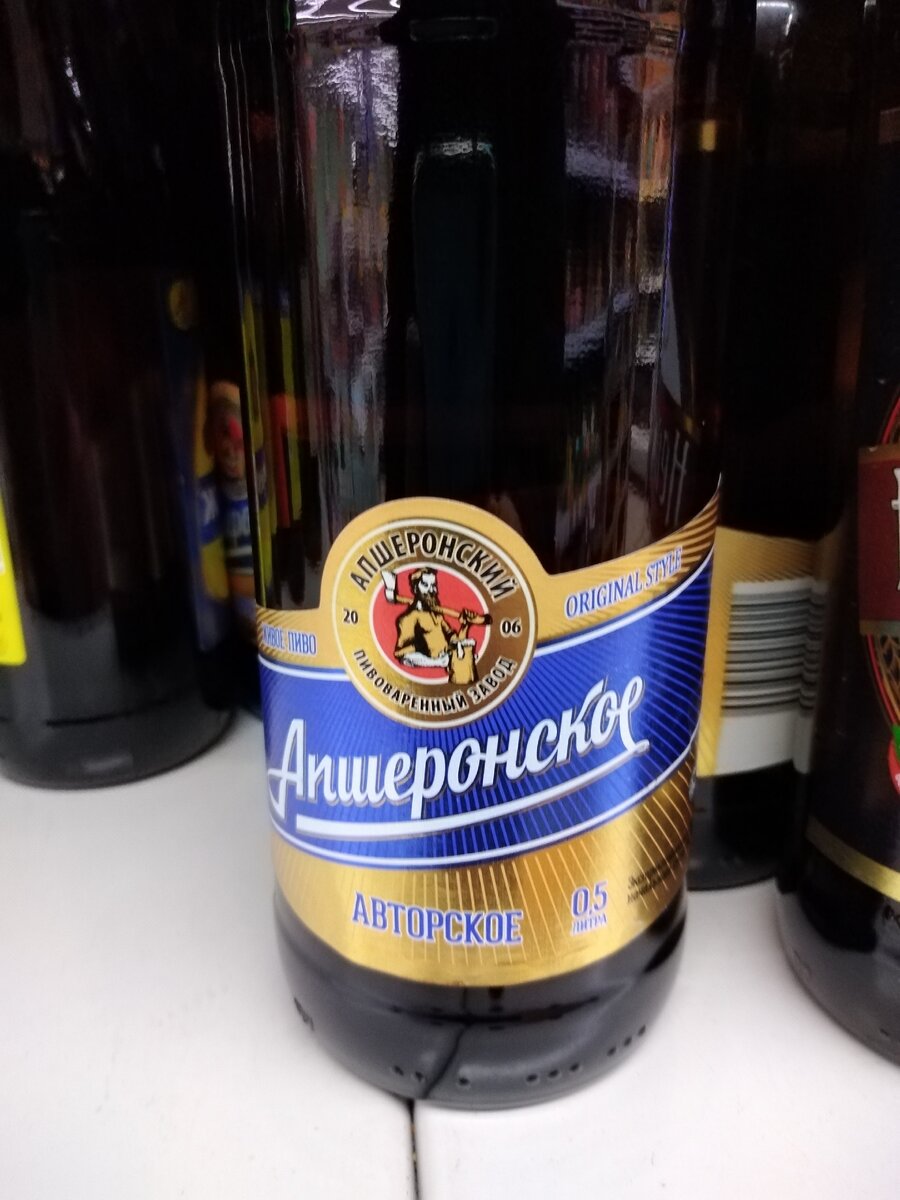 АПШЕРОНСКИЙ
20 06
ПИВОВАРЕННЫЙ ЗАВОД
ЖИВОЕ ПИВО
ORIGINAL STYLE
Апшеронское
АВТОРСКОЕ
0,5
ЛИТРА